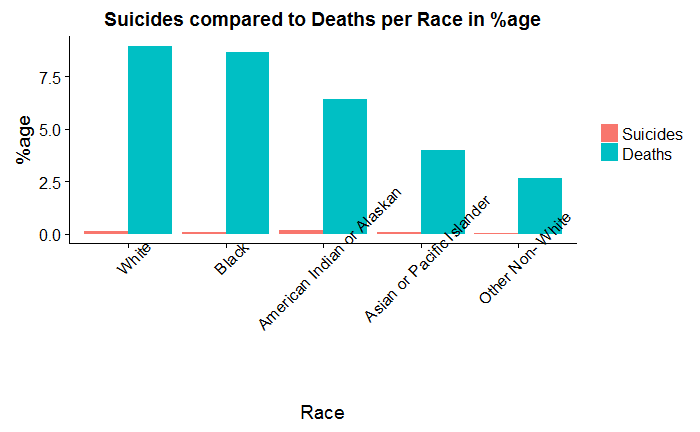 Suicides compared to Deaths per Race in %age
%age
7.5
5.0
2.5
0.0
Suicides
Deaths
White
Black
American Indian or Alaskan
Asian or Pacific Islander
Other Non- White
Race